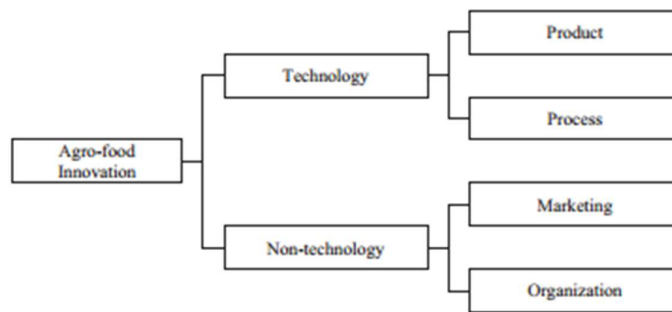 Product
Technology
Process
Agro-food
Innovation
Marketing
Non-technology
Organization